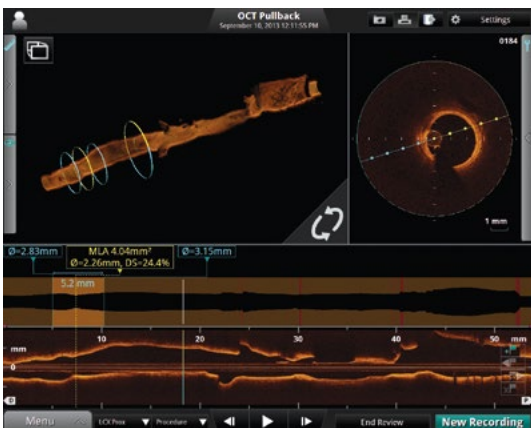 OCT Pullback
September 10, 2013 12:11:55 PM
Settings
0184
1 mm
Ø=2.83mm
MLA 4.04mm²
Ø=2.26mm, DS=24.4%
Ø=3.15mm
5.2 mm
10 20 30 40 50 mm
mm
0
D
P
Menu
LCX Prox
Procedure
End Review
New Recording